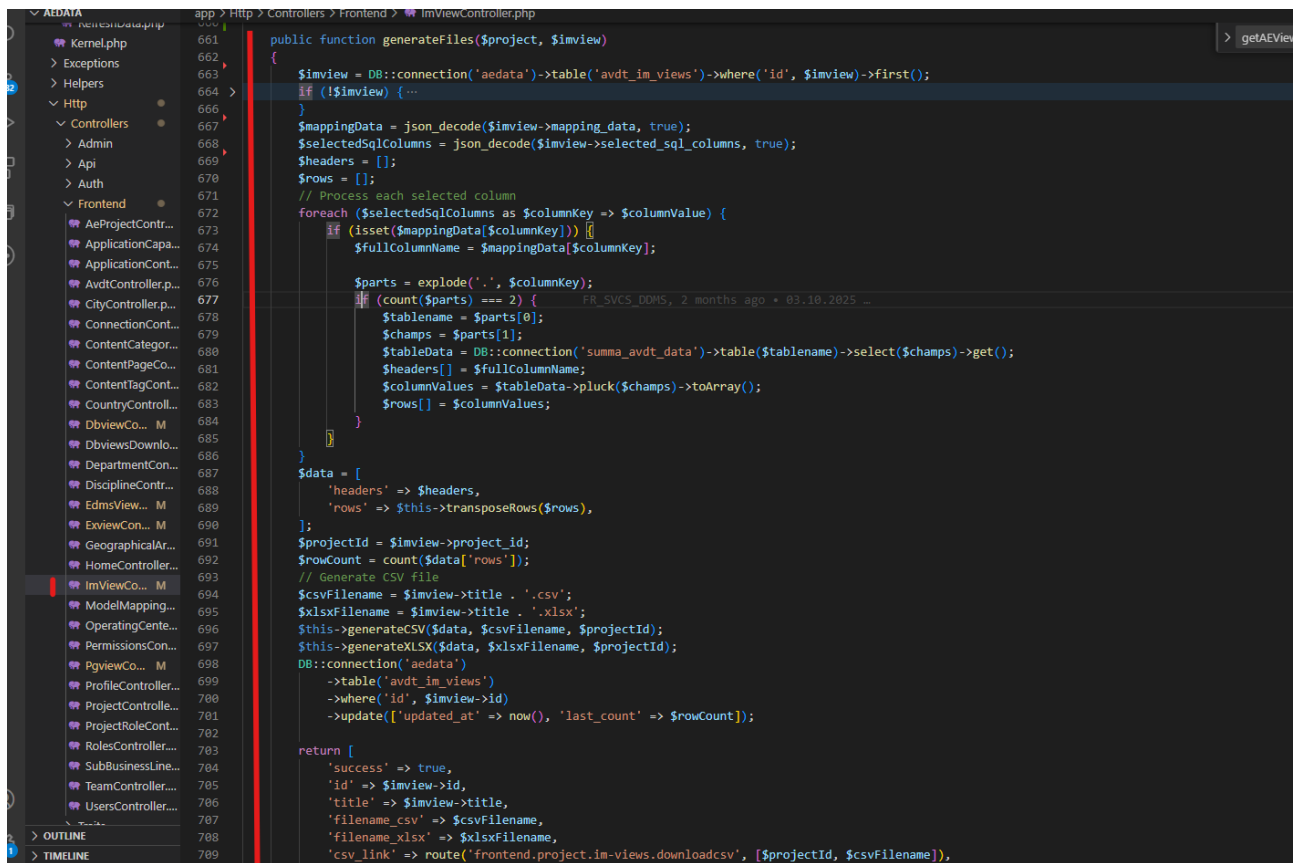 AEDATA
app > Http > Controllers > Frontend > ImViewController.php
RefreshData.php
Kernel.php
> Exceptions
> Helpers
Http
Controllers
> Admin
> Api
> Auth
Frontend
AeProjectContr...
ApplicationCapa...
ApplicationCont...
AvdtController.p...
CityController.p...
ConnectionCont...
ContentCategor...
ContentPageCo...
ContentTagCont...
CountryControll...
DbviewCo... M
DbviewsDownlo...
DepartmentCon...
DisciplineContr...
EdmsView... M
ExviewCon... M
GeographicalAr...
HomeController...
ImViewCo... M
ModelMapping...
OperatingCente...
PermissionsCon...
PgviewCo... M
ProfileController...
ProjectControlle...
ProjectRoleCont...
RolesController....
SubBusinessLine...
TeamController....
UsersController....
> Traits
> OUTLINE
> TIMELINE
> getAEView
660
661 public function generateFiles($project, $imview)
662 {
663 $imview = DB::connection('aedata')->table('avdt_im_views')->where('id', $imview)->first();
664 > if (!$imview) { ...
666 }
667 $mappingData = json_decode($imview->mapping_data, true);
668 $selectedSqlColumns = json_decode($imview->selected_sql_columns, true);
669 $headers = [];
670 $rows = [];
671 // Process each selected column
672 foreach ($selectedSqlColumns as $columnKey => $columnValue) {
673 if (isset($mappingData[$columnKey])) {
674 $fullColumnName = $mappingData[$columnKey];
675
676 $parts = explode('.', $columnKey);
677 if (count($parts) === 2) { FR_SVCS_DDMS, 2 months ago • 03.10.2025 …
678 $tablename = $parts[0];
679 $champs = $parts[1];
680 $tableData = DB::connection('summa_avdt_data')->table($tablename)->select($champs)->get();
681 $headers[] = $fullColumnName;
682 $columnValues = $tableData->pluck($champs)->toArray();
683 $rows[] = $columnValues;
684 }
685 }
686 }
687 $data = [
688 'headers' => $headers,
689 'rows' => $this->transposeRows($rows),
690 ];
691 $projectId = $imview->project_id;
692 $rowCount = count($data['rows']);
693 // Generate CSV file
694 $csvFilename = $imview->title . '.csv';
695 $xlsxFilename = $imview->title . '.xlsx';
696 $this->generateCSV($data, $csvFilename, $projectId);
697 $this->generateXLSX($data, $xlsxFilename, $projectId);
698 DB::connection('aedata')
699 ->table('avdt_im_views')
700 ->where('id', $imview->id)
701 ->update(['updated_at' => now(), 'last_count' => $rowCount]);
702
703 return [
704 'success' => true,
705 'id' => $imview->id,
706 'title' => $imview->title,
707 'filename_csv' => $csvFilename,
708 'filename_xlsx' => $xlsxFilename,
709 'csv_link' => route('frontend.project.im-views.downloadcsv', [$projectId, $csvFilename]),